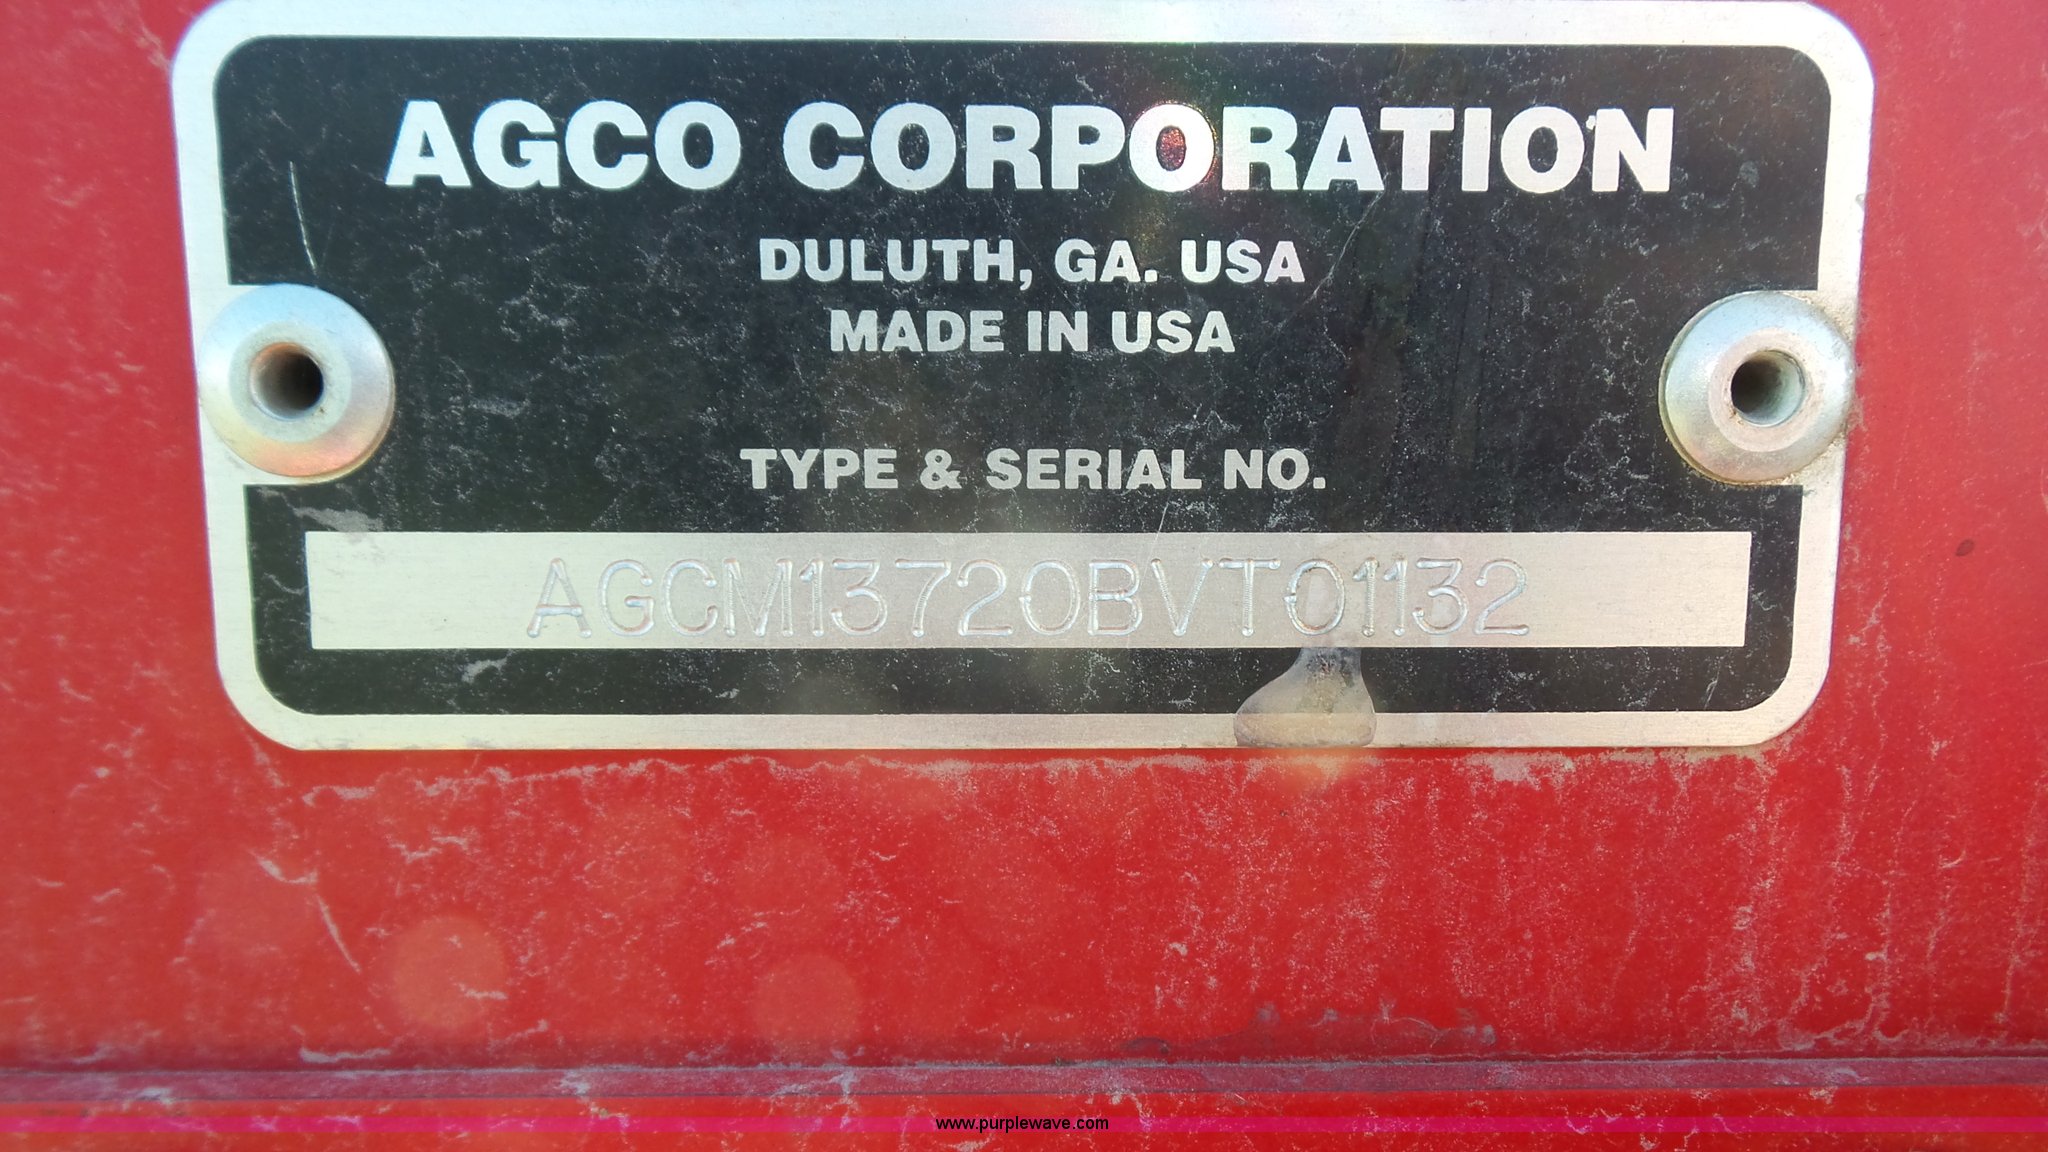 AGCO CORPORATION
DULUTH, GA. USA
MADE IN USA
TYPE & SERIAL NO.
AGCM13720BVT01132
www.purplewave.com